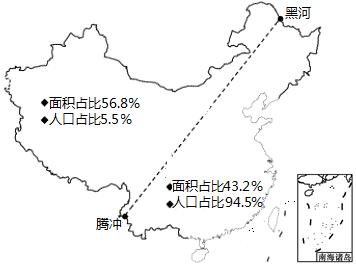 黑河
◆面积占比56.8%
◆人口占比5.5%
◆面积占比43.2%
◆人口占比94.5%
腾冲
南海诸岛